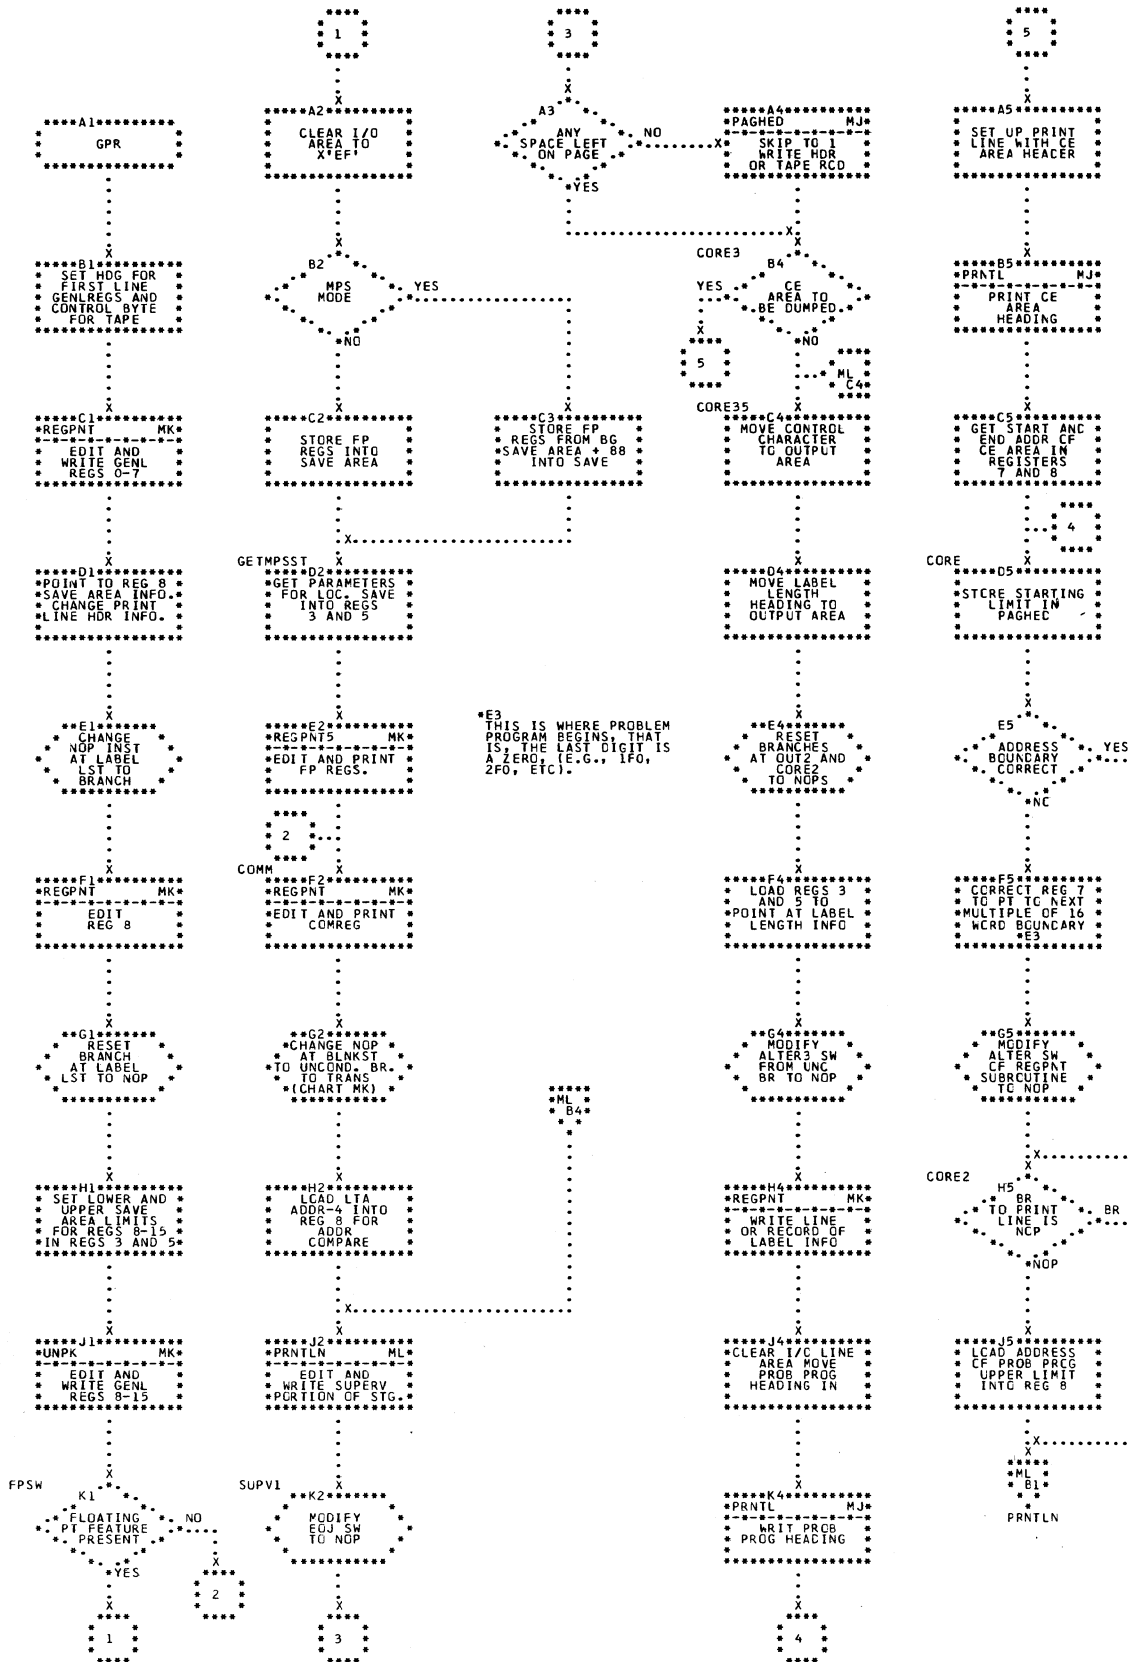 1
3
5
A1
GPR
A2
CLEAR I/O
AREA TO
X'EF'
A3
ANY
SPACE LEFT
ON PAGE
NO
YES
A4
PAGHED MJ
SKIP TO 1
WRITE HDR
OR TAPE RCD
A5
SET UP PRINT
LINE WITH CE
AREA HEACER
B1
SET HDG FOR
FIRST LINE
GENLREGS AND
CONTROL BYTE
FOR TAPE
B2
MPS
MODE
YES
NO
CORE3
B4
CE
AREA TO
BE DUMPED
YES
NO
5
ML
C4
B5
PRNTL MJ
PRINT CE
AREA
HEADING
C1
REGPNT MK
EDIT AND
WRITE GENL
REGS 0-7
C2
STORE FP
REGS INTO
SAVE AREA
C3
STORE FP
REGS FROM BG
SAVE AREA + 88
INTO SAVE
CORE35
C4
MOVE CONTROL
CHARACTER
TO OUTPUT
AREA
C5
GET START ANC
END ADDR CF
CE AREA IN
REGISTERS
7 AND 8
4
D1
POINT TO REG 8
SAVE AREA INFO.
CHANGE PRINT
LINE HDR INFO.
GETMPSST
D2
GET PARAMETERS
FOR LOC. SAVE
INTO REGS
3 AND 5
D4
MOVE LABEL
LENGTH
HEADING TO
OUTPUT AREA
CORE
D5
STCRE STARTING
LIMIT IN
PAGHEC
E1
CHANGE
NOP INST
AT LABEL
LST TO
BRANCH
E2
REGPNT5 MK
EDIT AND PRINT
FP REGS.
*E3
THIS IS WHERE PROBLEM
PROGRAM BEGINS, THAT
IS, THE LAST DIGIT IS
A ZERO, (E.G., 1F0,
2F0, ETC).
E4
RESET
BRANCHES
AT OUT2 AND
CORE2
TO NOPS
E5
ADDRESS
BOUNDARY
CORRECT
YES
NC
2
F1
REGPNT MK
EDIT
REG 8
COMM
F2
REGPNT MK
EDIT AND PRINT
COMREG
F4
LOAD REGS 3
AND 5 TO
POINT AT LABEL
LENGTH INFO
F5
CORRECT REG 7
TO PT TC NEXT
MULTIPLE OF 16
WCRD BOUNCARY
*E3
G1
RESET
BRANCH
AT LABEL
LST TO NOP
G2
CHANGE NOP
AT BLNKST
TO UNCOND. BR.
TO TRANS
(CHART MK)
ML
B4
G4
MODIFY
ALTER3 SW
FROM UNC
BR TO NOP
G5
MODIFY
ALTER SW
CF REGPNT
SUBRCUTINE
TO NOP
H1
SET LOWER AND
UPPER SAVE
AREA LIMITS
FOR REGS 8-15
IN REGS 3 AND 5
H2
LCAD LTA
ADDR-4 INTO
REG 8 FOR
ADDR
COMPARE
H4
REGPNT MK
WRITE LINE
OR RECORD OF
LABEL INFO
CORE2
H5
BR
TO PRINT
LINE IS
NCP
BR
NOP
J1
UNPK MK
EDIT AND
WRITE GENL
REGS 8-15
J2
PRNTLN ML
EDIT AND
WRITE SUPERV
PORTION OF STG.
J4
CLEAR I/C LINE
AREA MOVE
PROB PROG
HEADING IN
J5
LCAD ADDRESS
CF PROB PRCG
UPPER LIMIT
INTO REG 8
FPSW
K1
FLOATING
PT FEATURE
PRESENT
NO
YES
2
SUPV1
K2
MODIFY
EOJ SW
TO NOP
K4
PRNTL MJ
WRIT PROB
PROG HEADING
ML
B1
PRNTLN
1
3
4